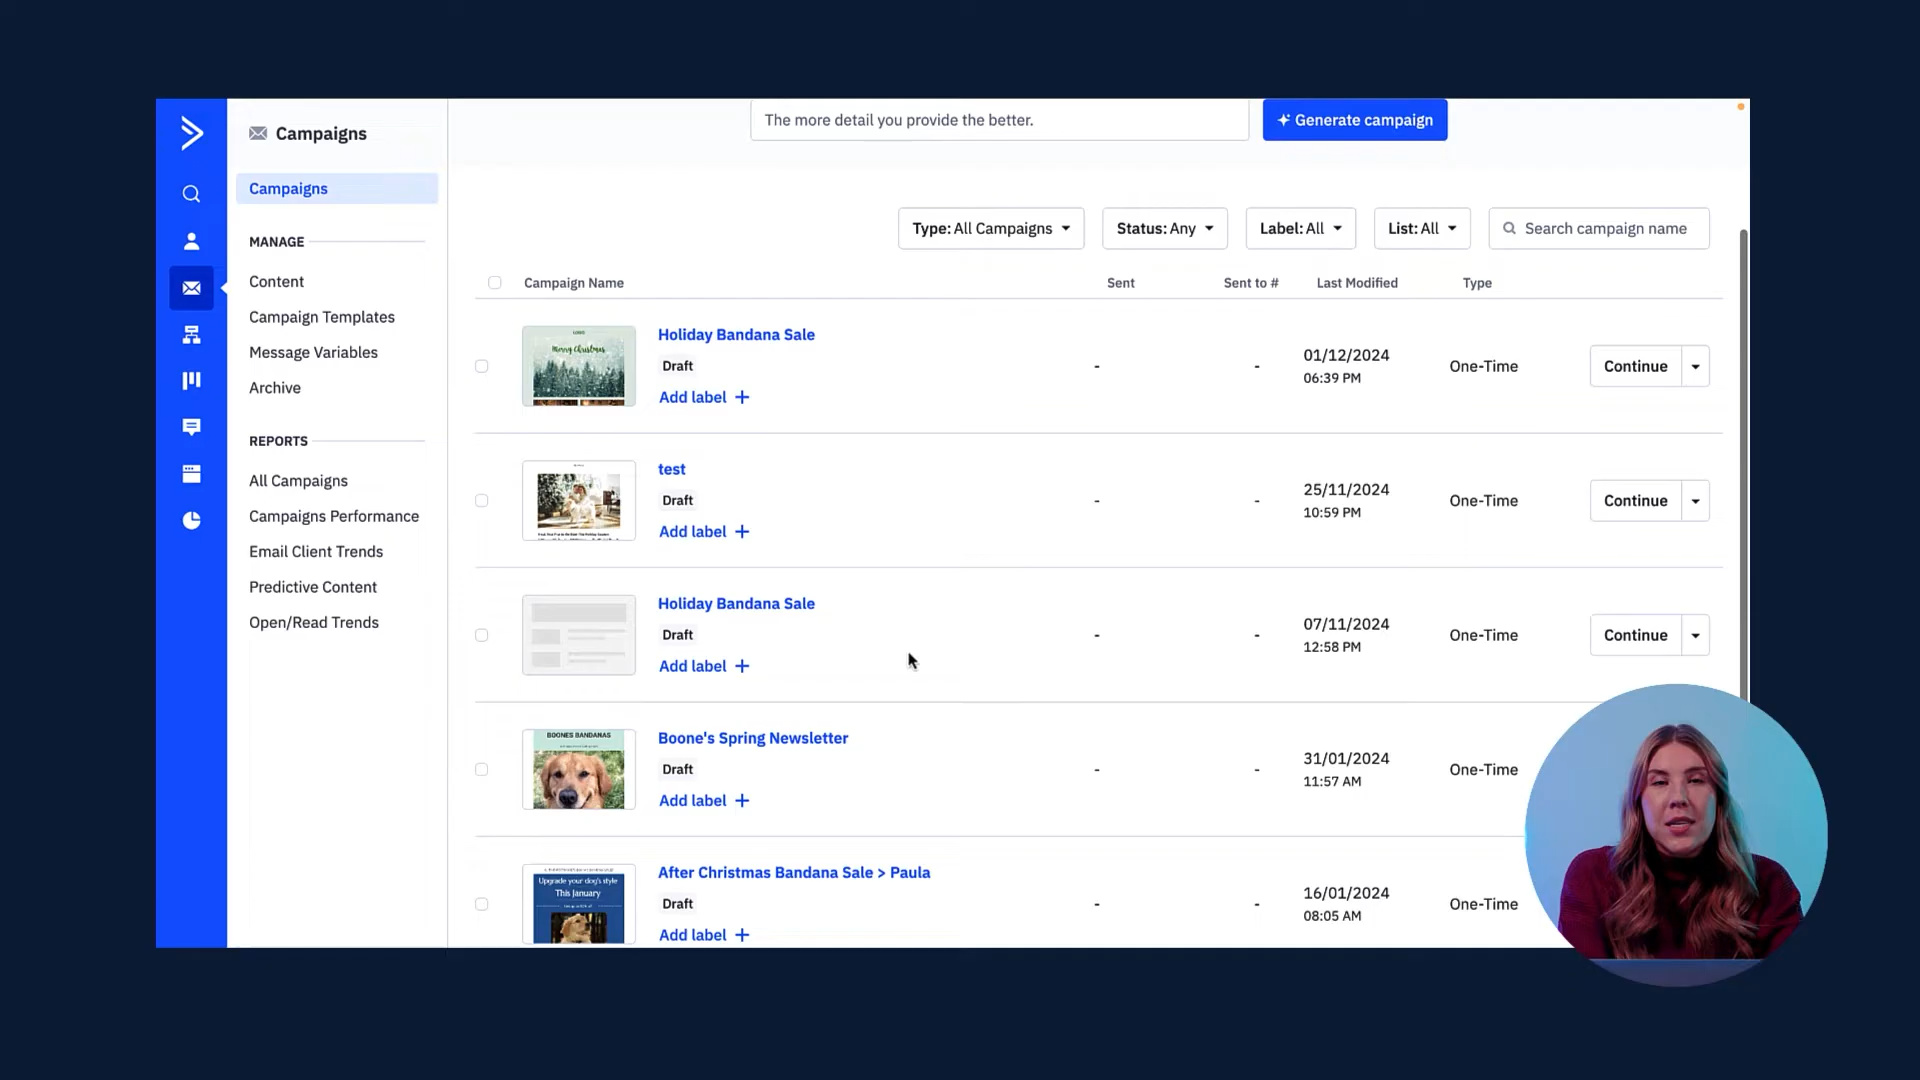 Campaigns
Campaigns
MANAGE
Content
Campaign Templates
Message Variables
Archive
REPORTS
All Campaigns
Campaigns Performance
Email Client Trends
Predictive Content
Open/Read Trends
The more detail you provide the better.
Generate campaign
Type: All Campaigns
Status: Any
Label: All
List: All
Search campaign name
Campaign Name
Sent
Sent to #
Last Modified
Type
Merry Christmas
Holiday Bandana Sale
Draft
Add label +
-
-
01/12/2024
06:39 PM
One-Time
Continue
test
Draft
Add label +
-
-
25/11/2024
10:59 PM
One-Time
Continue
Holiday Bandana Sale
Draft
Add label +
-
-
07/11/2024
12:58 PM
One-Time
Continue
BOONES BANDANAS
Boone's Spring Newsletter
Draft
Add label +
-
-
31/01/2024
11:57 AM
One-Time
Upgrade your dog's style
This January
After Christmas Bandana Sale > Paula
Draft
Add label +
-
-
16/01/2024
08:05 AM
One-Time